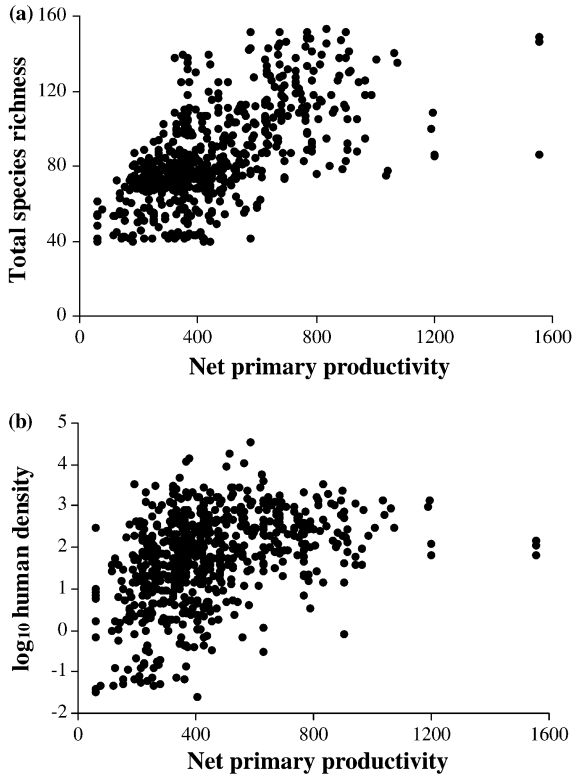 (a)
160
120
80
40
0
Total species richness
0 400 800 1200 1600
Net primary productivity
(b)
5
4
3
2
1
0
-1
-2
log10 human density
0 400 800 1200 1600
Net primary productivity